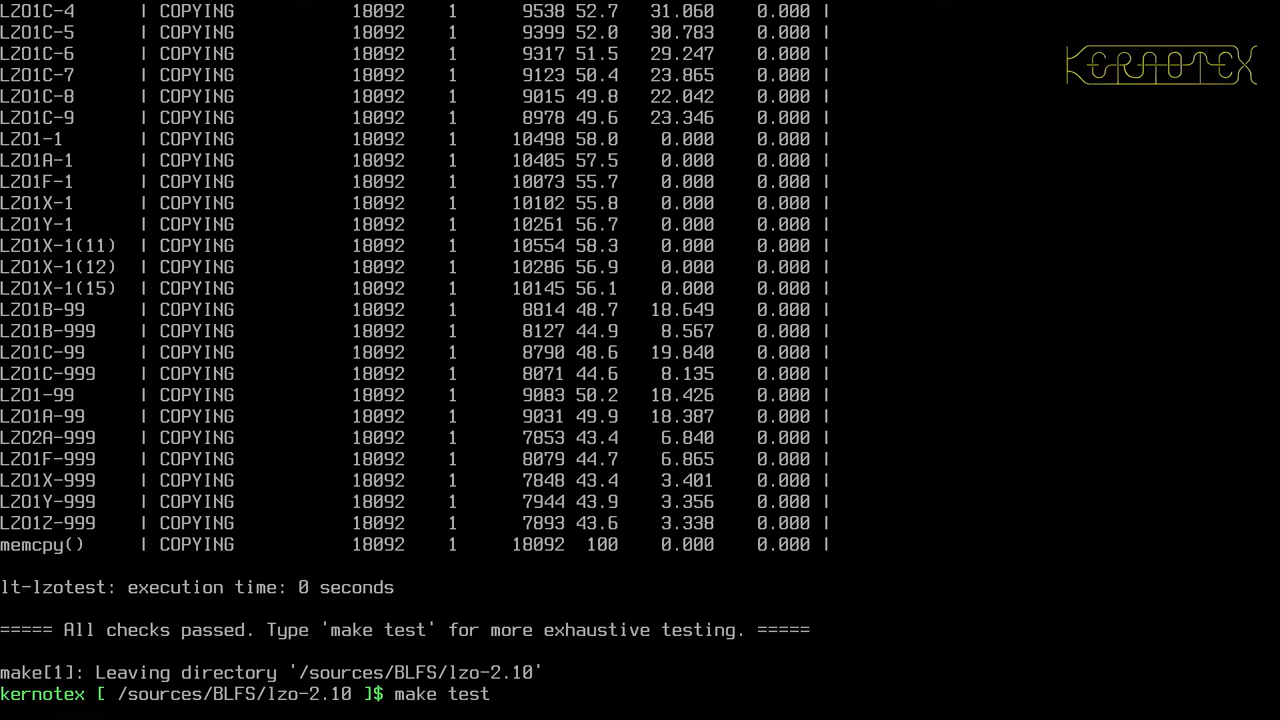 LZO1C-4 | COPYING 18092 1 9538 52.7 31.060 0.000 |
KERNOTEX
LZO1C-5 | COPYING 18092 1 9399 52.0 30.783 0.000 |
LZO1C-6 | COPYING 18092 1 9317 51.5 29.247 0.000 |
LZO1C-7 | COPYING 18092 1 9123 50.4 23.865 0.000 |
LZO1C-8 | COPYING 18092 1 9015 49.8 22.042 0.000 |
LZO1C-9 | COPYING 18092 1 8978 49.6 23.346 0.000 |
LZO1-1 | COPYING 18092 1 10498 58.0 0.000 0.000 |
LZO1A-1 | COPYING 18092 1 10405 57.5 0.000 0.000 |
LZO1F-1 | COPYING 18092 1 10073 55.7 0.000 0.000 |
LZO1X-1 | COPYING 18092 1 10102 55.8 0.000 0.000 |
LZO1Y-1 | COPYING 18092 1 10261 56.7 0.000 0.000 |
LZO1X-1(11) | COPYING 18092 1 10554 58.3 0.000 0.000 |
LZO1X-1(12) | COPYING 18092 1 10286 56.9 0.000 0.000 |
LZO1X-1(15) | COPYING 18092 1 10145 56.1 0.000 0.000 |
LZO1B-99 | COPYING 18092 1 8814 48.7 18.649 0.000 |
LZO1B-999 | COPYING 18092 1 8127 44.9 8.567 0.000 |
LZO1C-99 | COPYING 18092 1 8790 48.6 19.840 0.000 |
LZO1C-999 | COPYING 18092 1 8071 44.6 8.135 0.000 |
LZO1-99 | COPYING 18092 1 9083 50.2 18.426 0.000 |
LZO1A-99 | COPYING 18092 1 9031 49.9 18.387 0.000 |
LZO2A-999 | COPYING 18092 1 7853 43.4 6.840 0.000 |
LZO1F-999 | COPYING 18092 1 8079 44.7 6.865 0.000 |
LZO1X-999 | COPYING 18092 1 7848 43.4 3.401 0.000 |
LZO1Y-999 | COPYING 18092 1 7944 43.9 3.356 0.000 |
LZO1Z-999 | COPYING 18092 1 7893 43.6 3.338 0.000 |
memcpy() | COPYING 18092 1 18092 100 0.000 0.000 |
lt-lzotest: execution time: 0 seconds
===== All checks passed. Type 'make test' for more exhaustive testing. =====
make[1]: Leaving directory '/sources/BLFS/lzo-2.10'
kernotex [ /sources/BLFS/lzo-2.10 ]$ make test